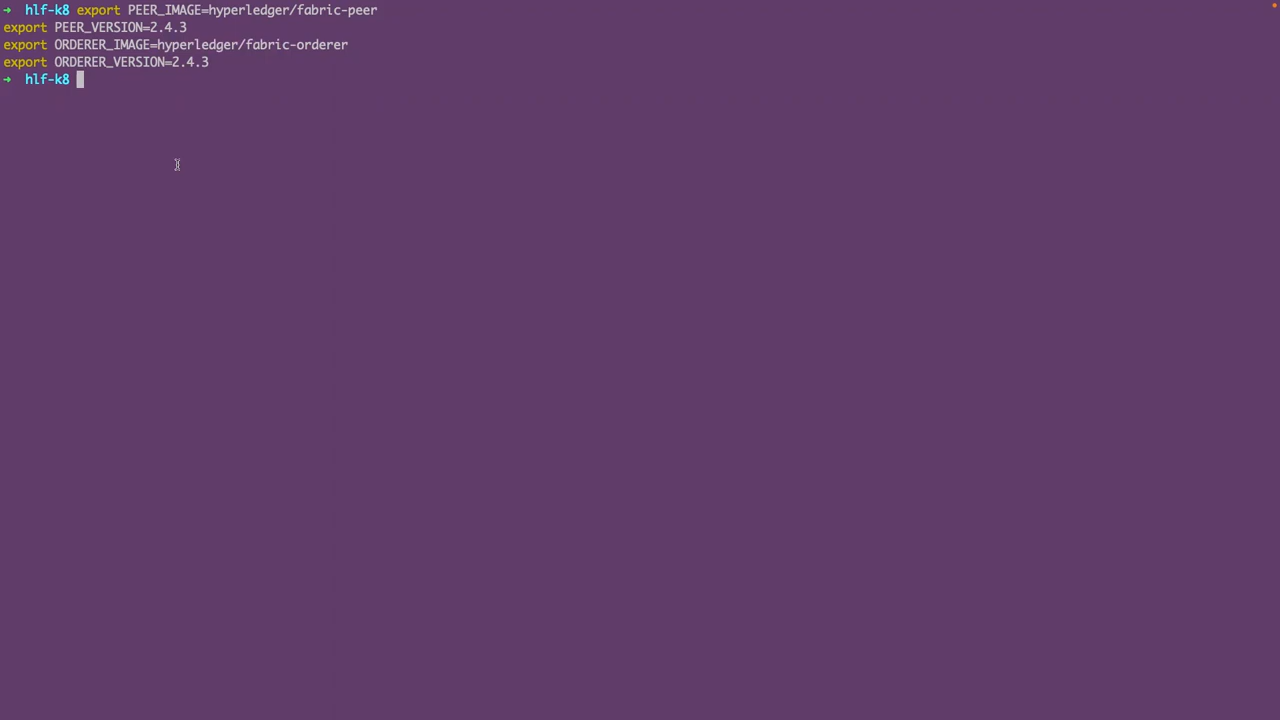 ➜  hlf-k8 export PEER_IMAGE=hyperledger/fabric-peer
export PEER_VERSION=2.4.3
export ORDERER_IMAGE=hyperledger/fabric-orderer
export ORDERER_VERSION=2.4.3
➜  hlf-k8